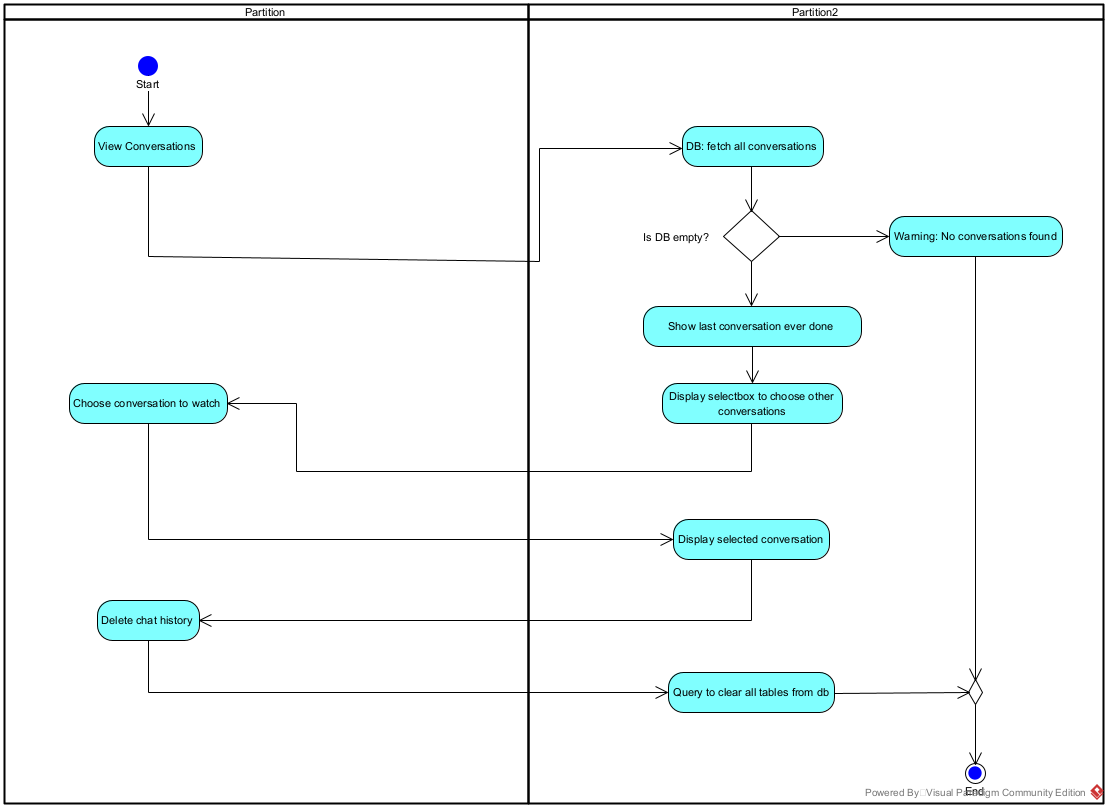 Partition
Partition2
Start
View Conversations
DB: fetch all conversations
Is DB empty?
Warning: No conversations found
Show last conversation ever done
Choose conversation to watch
Display selectbox to choose other
conversations
Display selected conversation
Delete chat history
Query to clear all tables from db
End
Powered By Visual Paradigm Community Edition